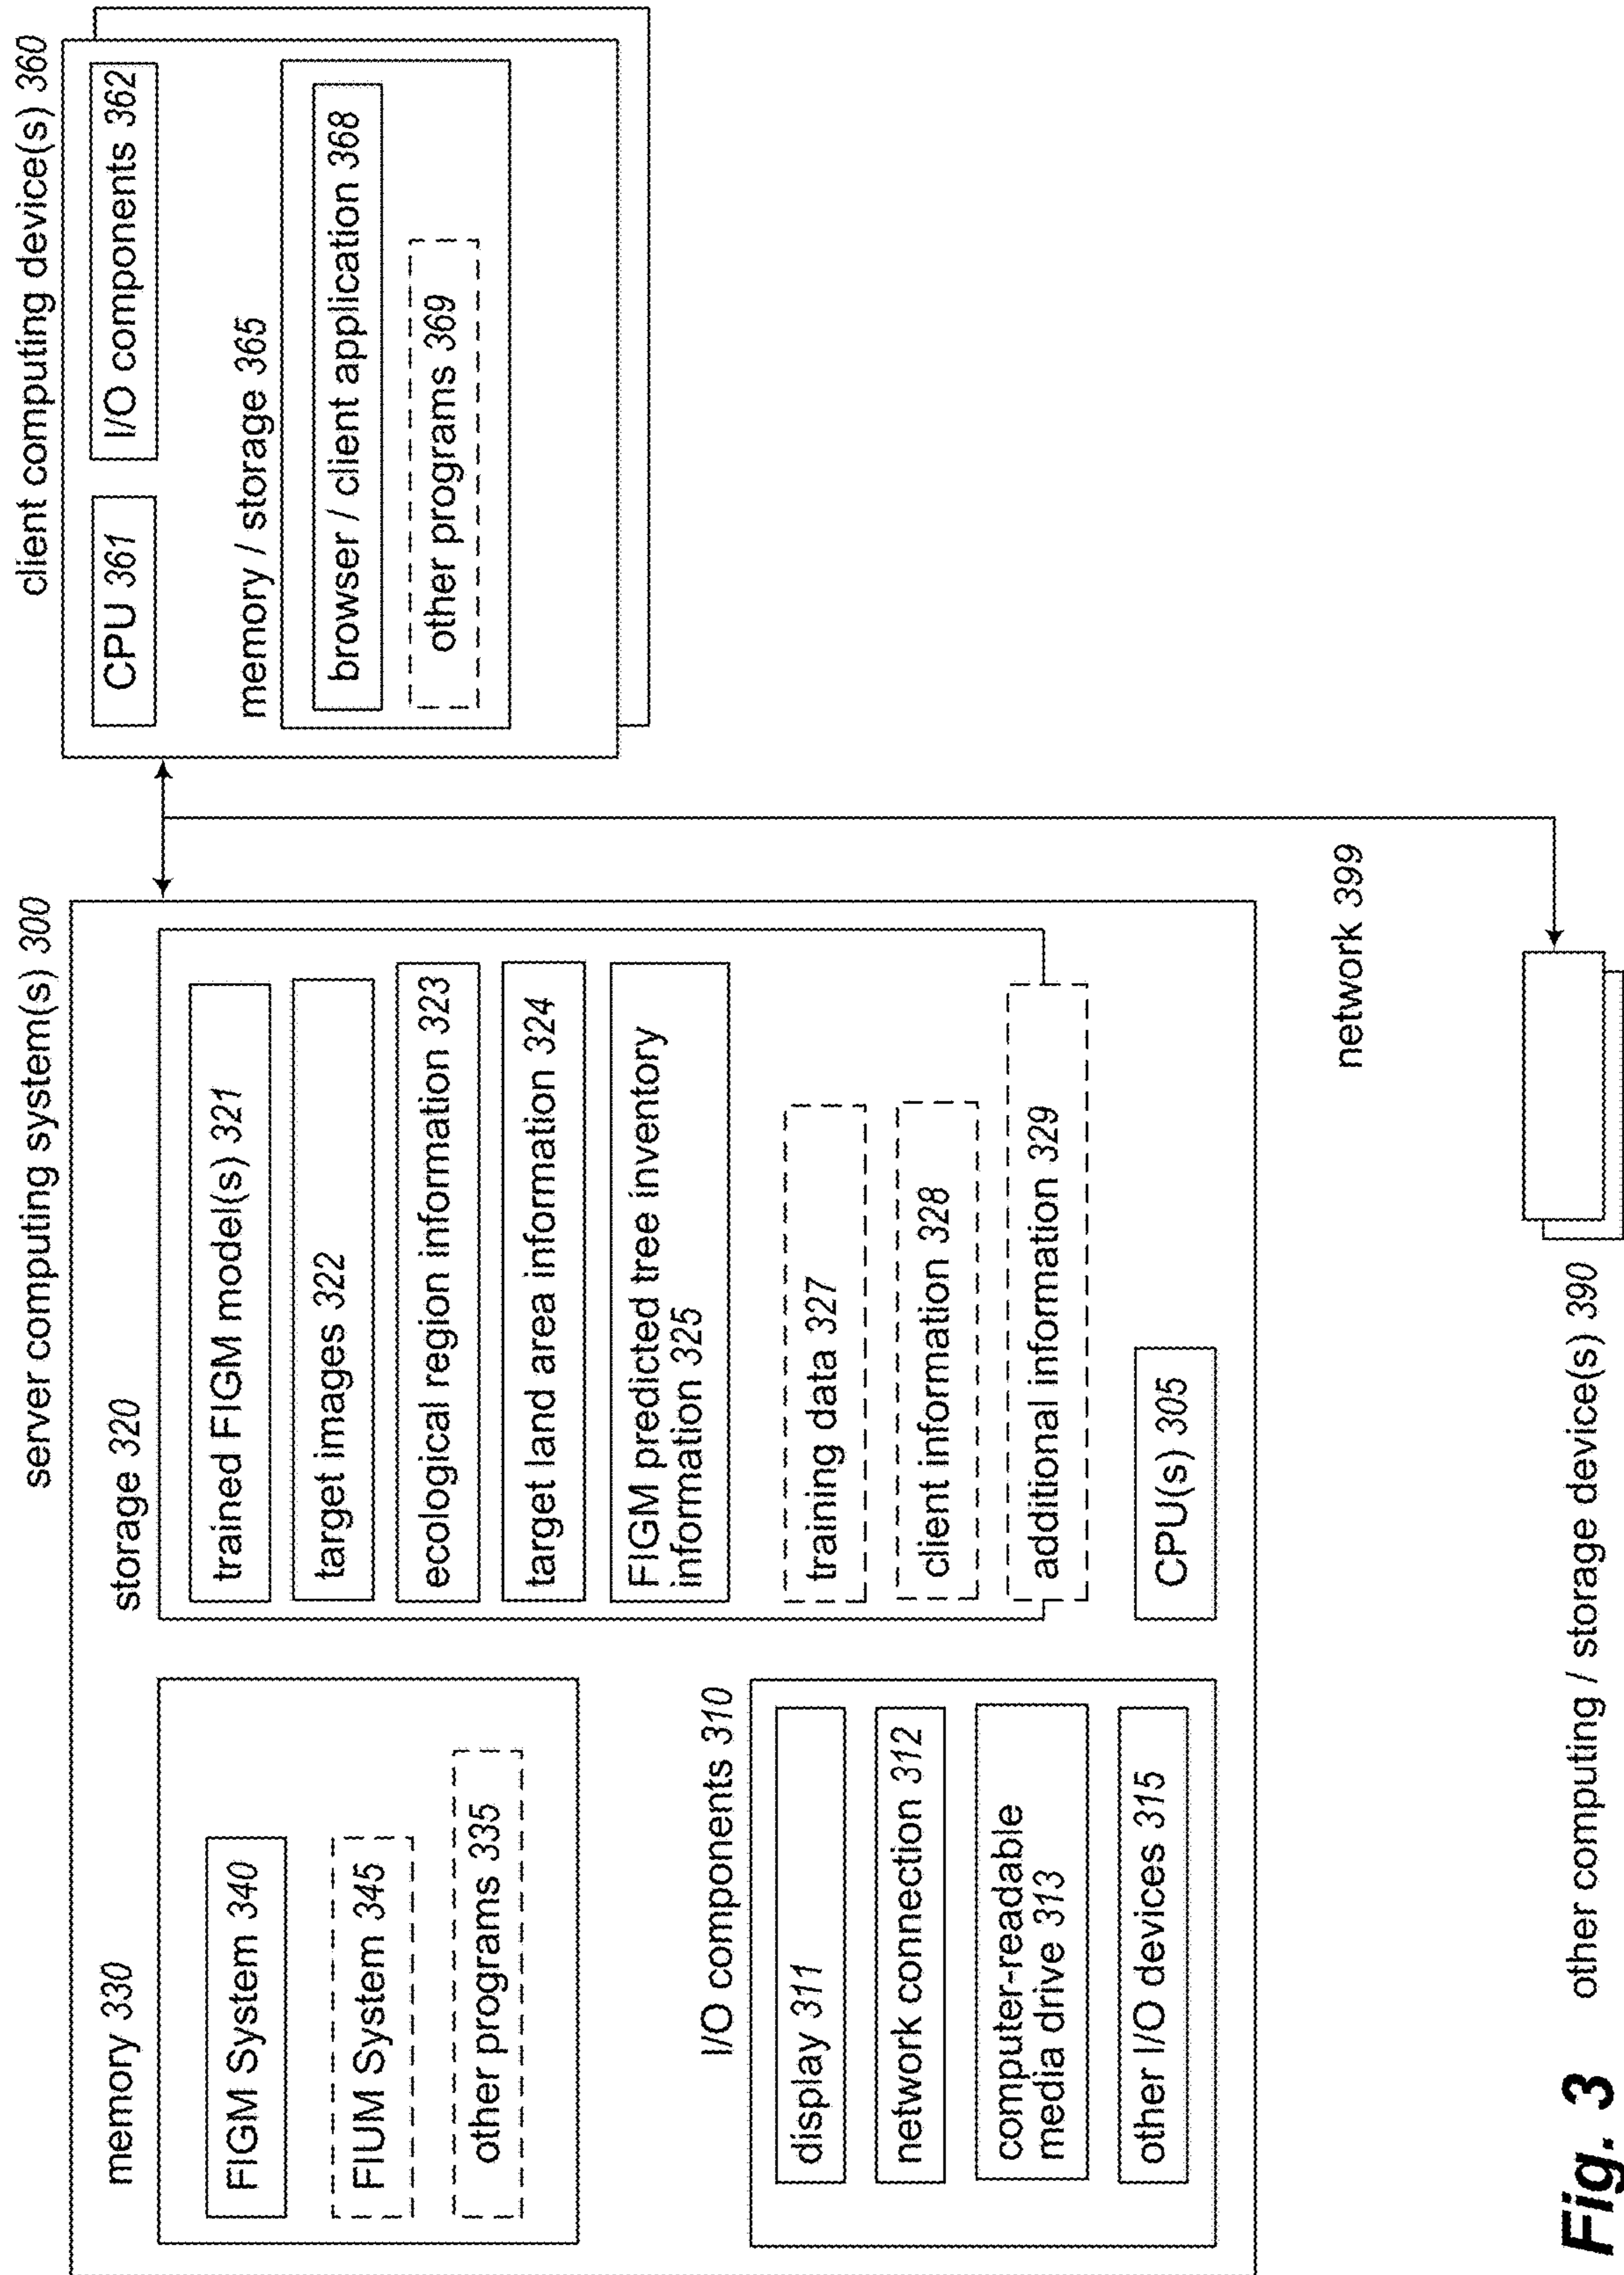 server computing system(s) 300
memory 330
FIGM System 340
FIUM System 345
other programs 335
I/O components 310
display 311
network connection 312
computer-readable
media drive 313
other I/O devices 315
storage 320
trained FIGM model(s) 321
target images 322
ecological region information 323
target land area information 324
FIGM predicted tree inventory
information 325
training data 327
client information 328
additional information 329
CPU(s) 305
client computing device(s) 360
CPU 361
I/O components 362
memory / storage 365
browser / client application 368
other programs 369
network 399
other computing / storage device(s) 390
Fig. 3